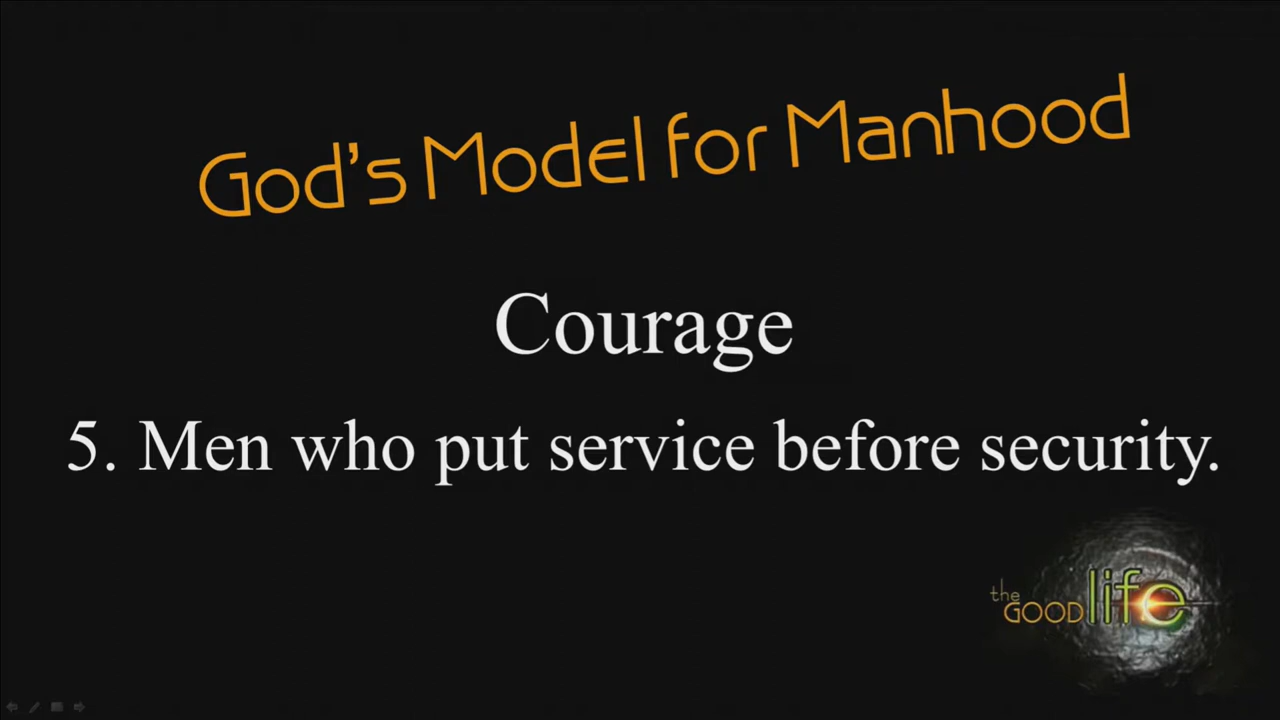 God's Model for Manhood
Courage
5. Men who put service before security.
the
GOOD life